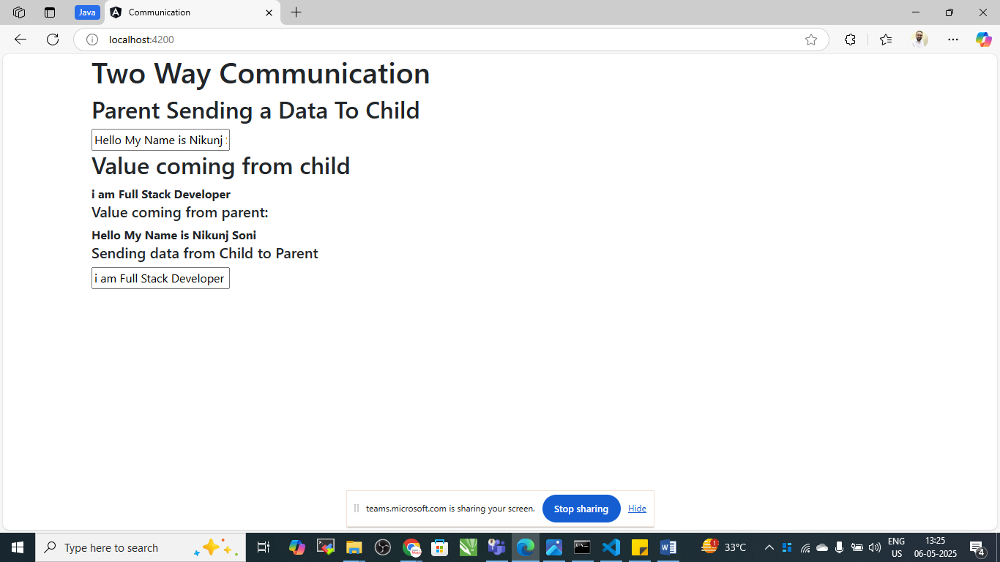 Java
Communication
localhost:4200
Two Way Communication
Parent Sending a Data To Child
Hello My Name is Nikunj
Value coming from child
i am Full Stack Developer
Value coming from parent:
Hello My Name is Nikunj Soni
Sending data from Child to Parent
i am Full Stack Developer
teams.microsoft.com is sharing your screen.
Stop sharing
Hide
Type here to search
1
33°C
ENG
US
13:25
06-05-2025
4